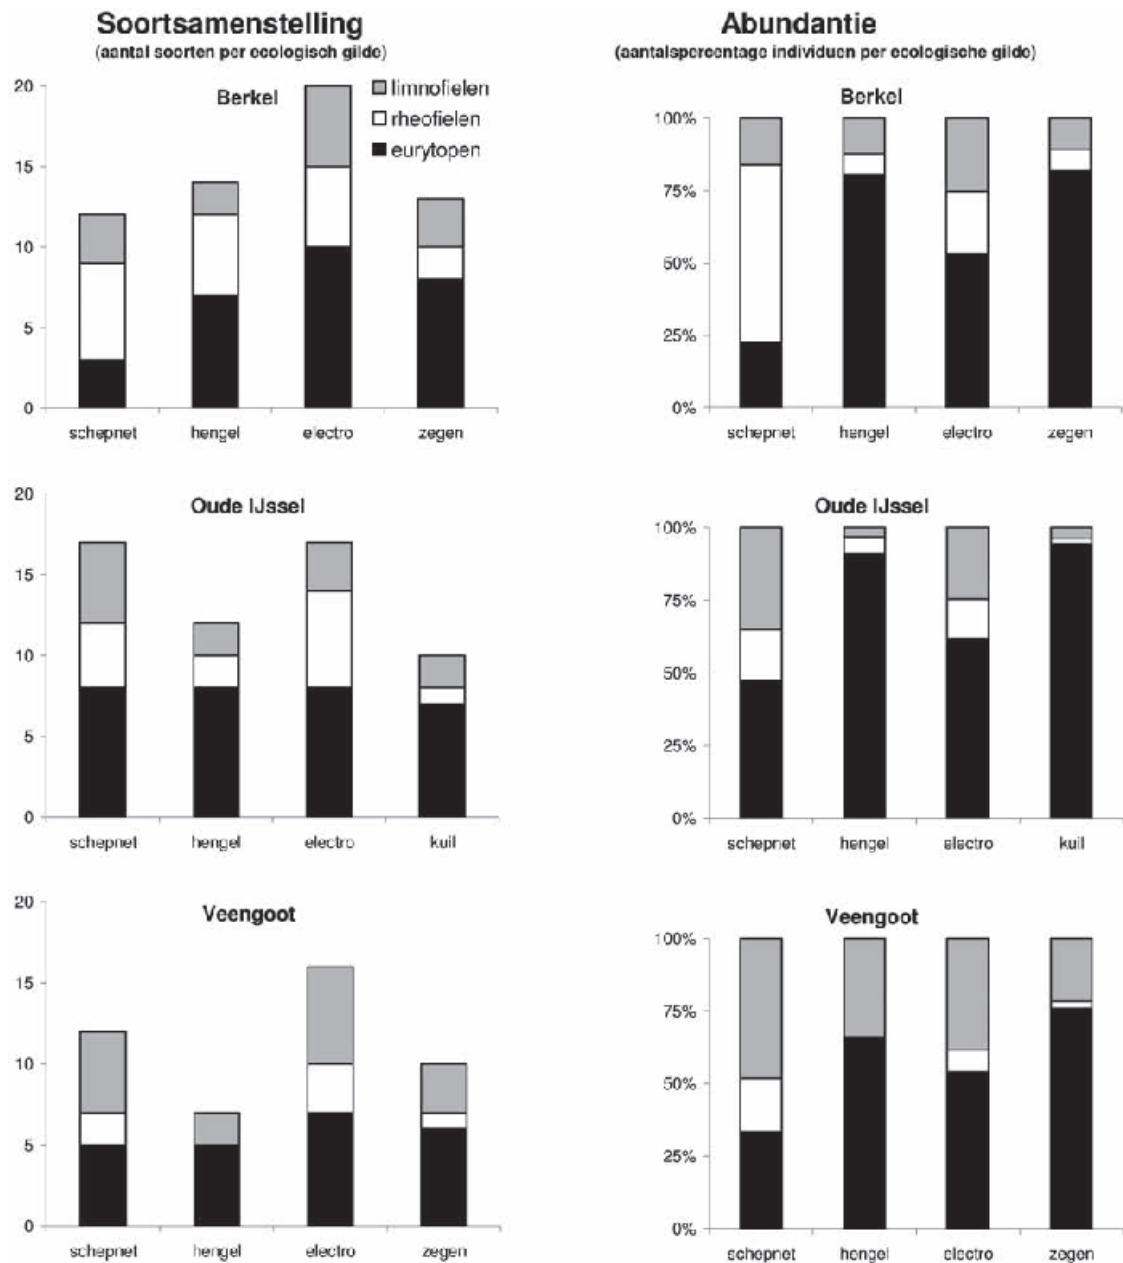 Soortsamenstelling
(aantal soorten per ecologisch gilde)
Abundantie
(aantalspercentage individuen per ecologische gilde)
Berkel
limnofielen
rheofielen
eurytopen
20
15
10
5
0
schepnet hengel electro zegen
Berkel
100%
75%
50%
25%
0%
schepnet hengel electro zegen
Oude IJssel
20
15
10
5
0
schepnet hengel electro kuil
Oude IJssel
100%
75%
50%
25%
0%
schepnet hengel electro kuil
Veengoot
20
15
10
5
0
schepnet hengel electro zegen
Veengoot
100%
75%
50%
25%
0%
schepnet hengel electro zegen